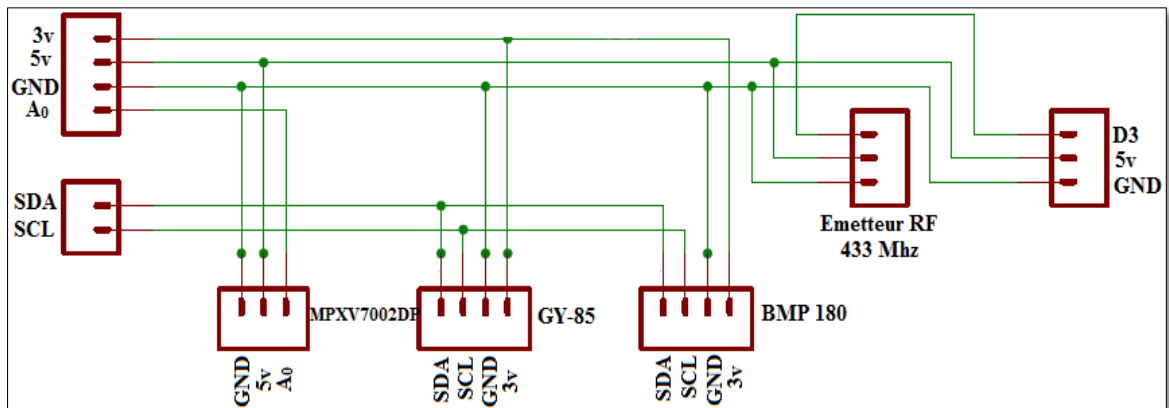 3v
5v
GND
A0
D3
5v
GND
SDA
SCL
Emetteur RF
433 Mhz
MPXV7002DP
GY-85
BMP 180
GND
5v
A0
SDA
SCL
GND
3v
SDA
SCL
GND
3v